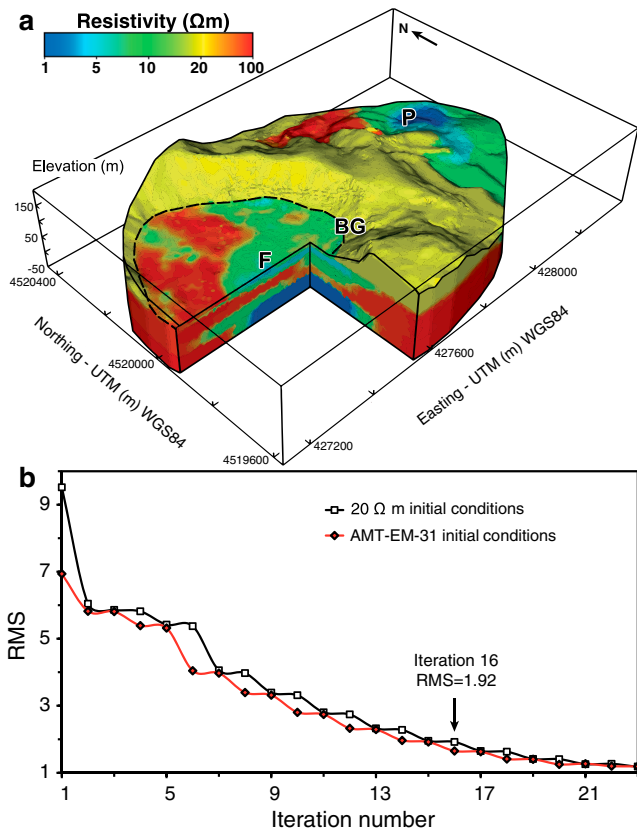 a
Resistivity (Ωm)
1 5 10 20 100
N
P
Elevation (m)
150
50
-50
BG
F
4520400
4520000
4519600
Northing - UTM (m) WGS84
428000
427600
427200
Easting - UTM (m) WGS84
b
9
7
5
3
1
RMS
20 Ω m initial conditions
AMT-EM-31 initial conditions
Iteration 16
RMS=1.92
1 5 9 13 17 21
Iteration number